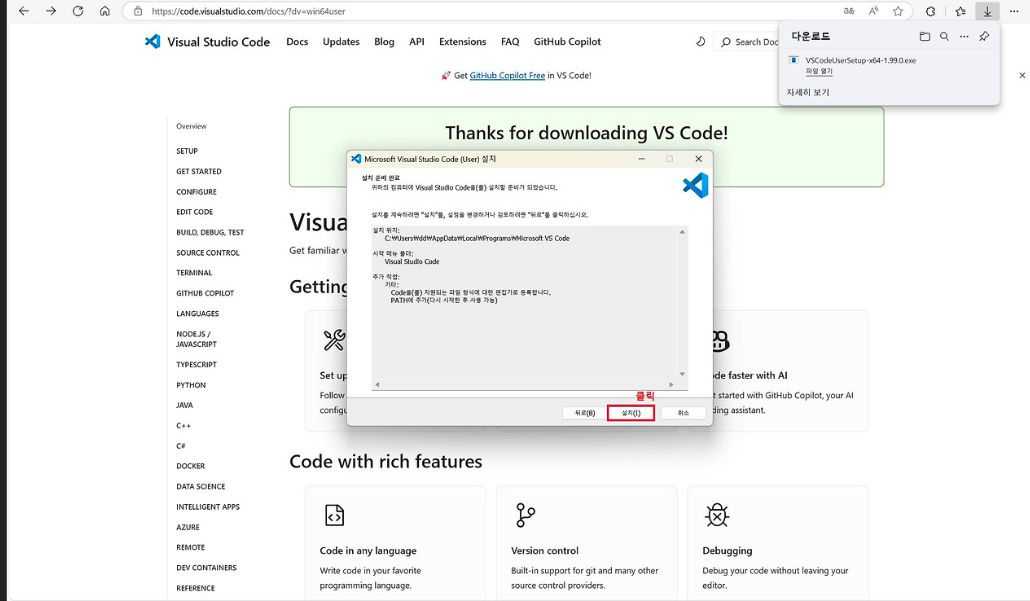 https://code.visualstudio.com/docs/?dv=win64user
다운로드
VSCodeUserSetup-x64-1.99.0.exe
파일 열기
자세히 보기
Visual Studio Code
Docs
Updates
Blog
API
Extensions
FAQ
GitHub Copilot
Search Doc
🚀 Get GitHub Copilot Free in VS Code!
Overview
SETUP
GET STARTED
CONFIGURE
EDIT CODE
BUILD, DEBUG, TEST
SOURCE CONTROL
TERMINAL
GITHUB COPILOT
LANGUAGES
NODE.JS /
JAVASCRIPT
TYPESCRIPT
PYTHON
JAVA
C++
C#
DOCKER
DATA SCIENCE
INTELLIGENT APPS
AZURE
REMOTE
DEV CONTAINERS
REFERENCE
Thanks for downloading VS Code!
Visua
Get familiar v
Getting
Set up
Follow
configu
Microsoft Visual Studio Code (User) 설치
설치 준비 완료
귀하의 컴퓨터에 Visual Studio Code을(를) 설치할 준비가 되었습니다.
설치를 계속하려면 "설치"를, 설정을 변경하거나 검토하려면 "뒤로"를 클릭하십시오.
설치 위치:
C:₩Users₩dd₩AppData₩Local₩Programs₩Microsoft VS Code
시작 메뉴 폴더:
Visual Studio Code
추가 작업:
기타:
Code을(를) 지원되는 파일 형식에 대한 편집기로 등록합니다.
PATH에 추가(다시 시작한 후 사용 가능)
클릭
뒤로(B)
설치(I)
취소
de faster with AI
t started with GitHub Copilot, your AI
ding assistant.
Code with rich features
Code in any language
Write code in your favorite
programming language.
Version control
Built-in support for git and many other
source control providers.
Debugging
Debug your code without leaving your
editor.